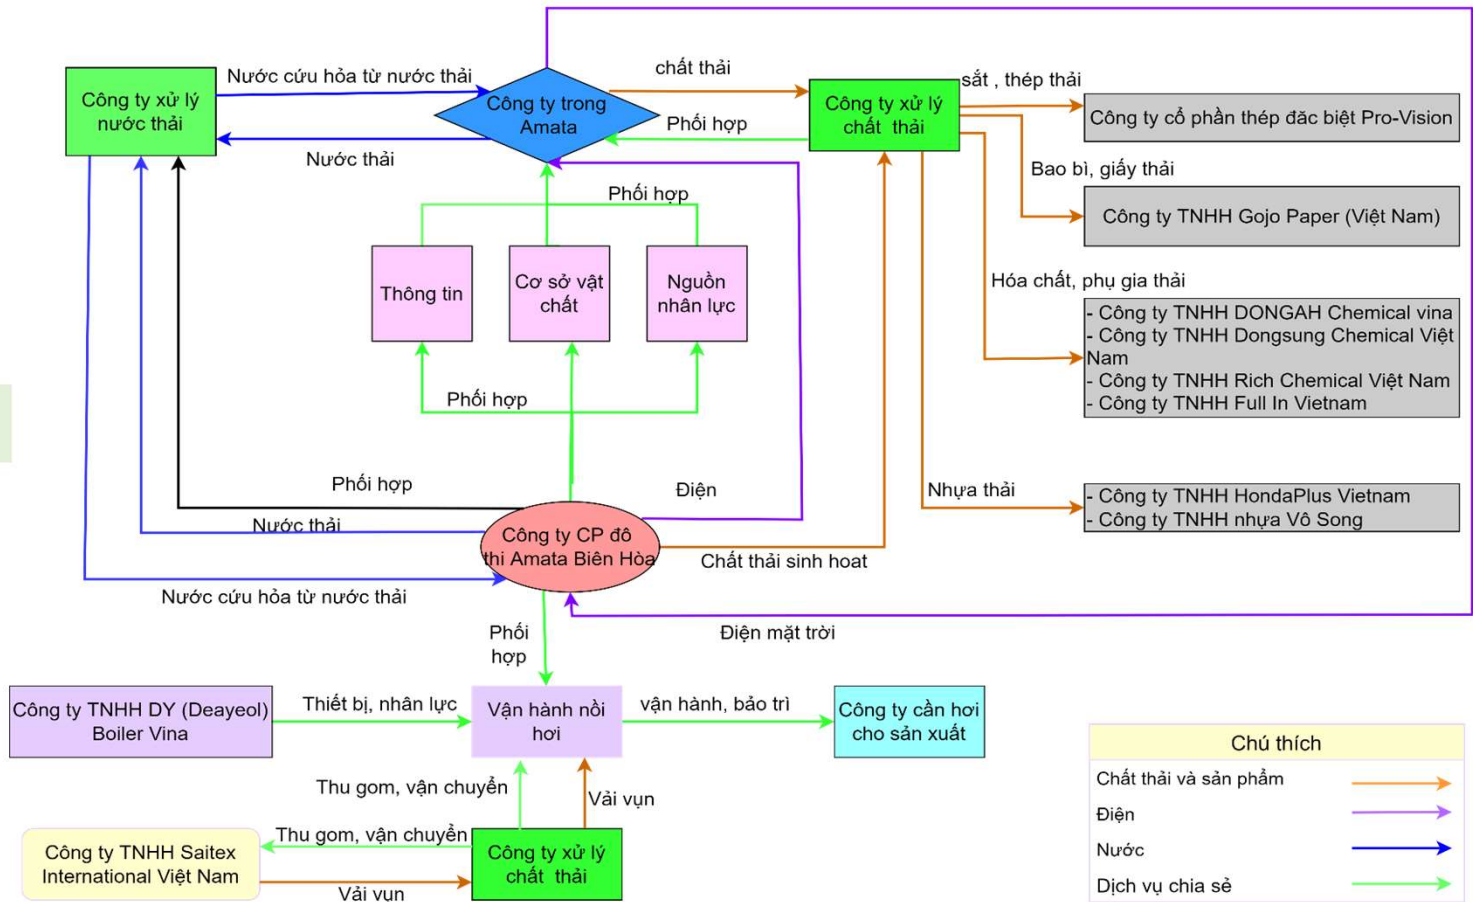 Nước cứu hỏa từ nước thải
chất thải
sắt , thép thải
Công ty xử lý
nước thải
Công ty trong
Amata
Công ty xử lý
chất thải
Công ty cổ phần thép đăc biệt Pro-Vision
Phối hợp
Nước thải
Bao bì, giấy thải
Phối hợp
Công ty TNHH Gojo Paper (Việt Nam)
Thông tin
Cơ sở vật
chất
Nguồn
nhân lực
Hóa chất, phụ gia thải
- Công ty TNHH DONGAH Chemical vina
- Công ty TNHH Dongsung Chemical Việt
Nam
- Công ty TNHH Rich Chemical Việt Nam
- Công ty TNHH Full In Vietnam
Phối hợp
Phối hợp
Điện
Nhựa thải
- Công ty TNHH HondaPlus Vietnam
- Công ty TNHH nhựa Vô Song
Nước thải
Công ty CP đô
thi Amata Biên Hòa
Chất thải sinh hoat
Nước cứu hỏa từ nước thải
Phối
hợp
Điện mặt trời
Công ty TNHH DY (Deayeol)
Boiler Vina
Thiết bị, nhân lực
Vận hành nồi
hơi
vận hành, bảo trì
Công ty cần hơi
cho sản xuất
Thu gom, vận chuyển
Vải vụn
Thu gom, vận chuyển
Công ty TNHH Saitex
International Việt Nam
Công ty xử lý
chất thải
Vải vụn
Chú thích
Chất thải và sản phẩm
Điện
Nước
Dịch vụ chia sẻ